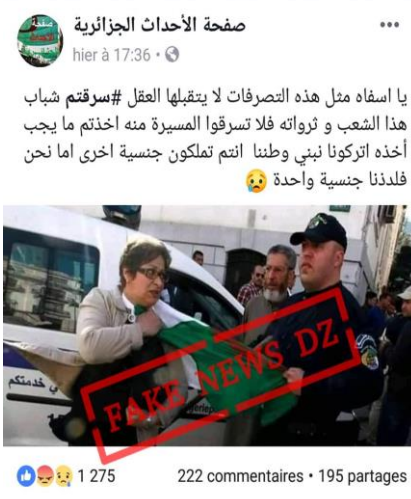 صفحة الأحداث الجزائرية
hier à 17:36
يا اسفاه مثل هذه التصرفات لا يتقبلها العقل #سرقتم شباب
هذا الشعب و ثرواته فلا تسرقوا المسيرة منه اخذتم ما يجب
أخذه اتركونا نبني وطننا انتم تملكون جنسية اخرى اما نحن
فلدذنا جنسية واحدة
في خدمتكم
FAKE NEWS DZ
1 275
222 commentaires • 195 partages